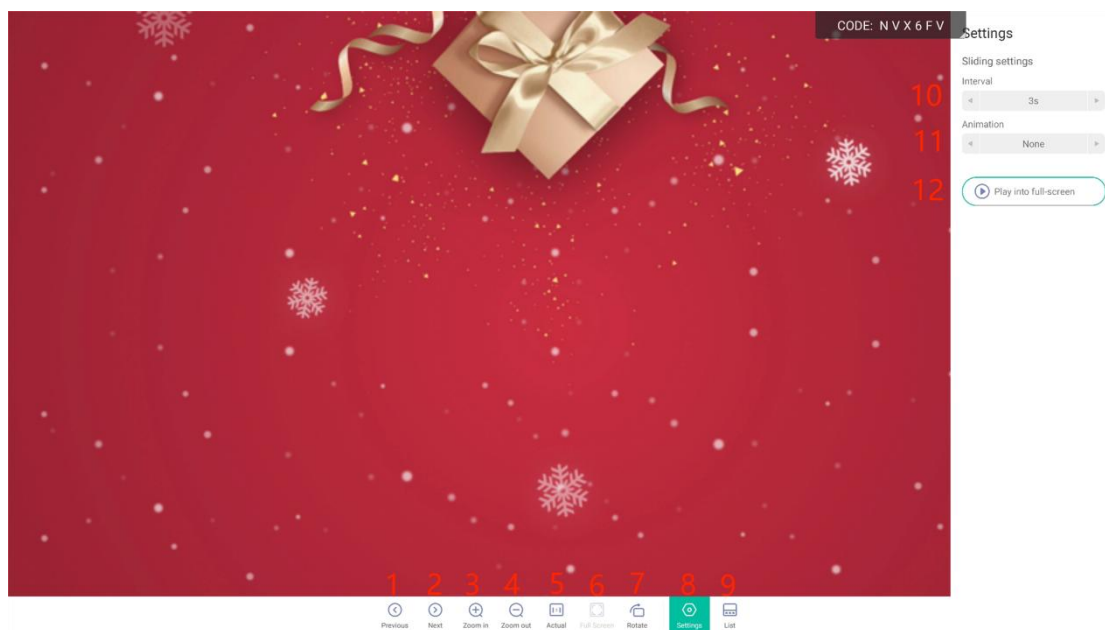 CODE: N V X 6 F V
Settings
Sliding settings
Interval
10
3s
Animation
11
None
12
Play into full-screen
1 2 3 4 5 6 7 8 9
Previous Next Zoom in Zoom out Actual Full Screen Rotate Settings List